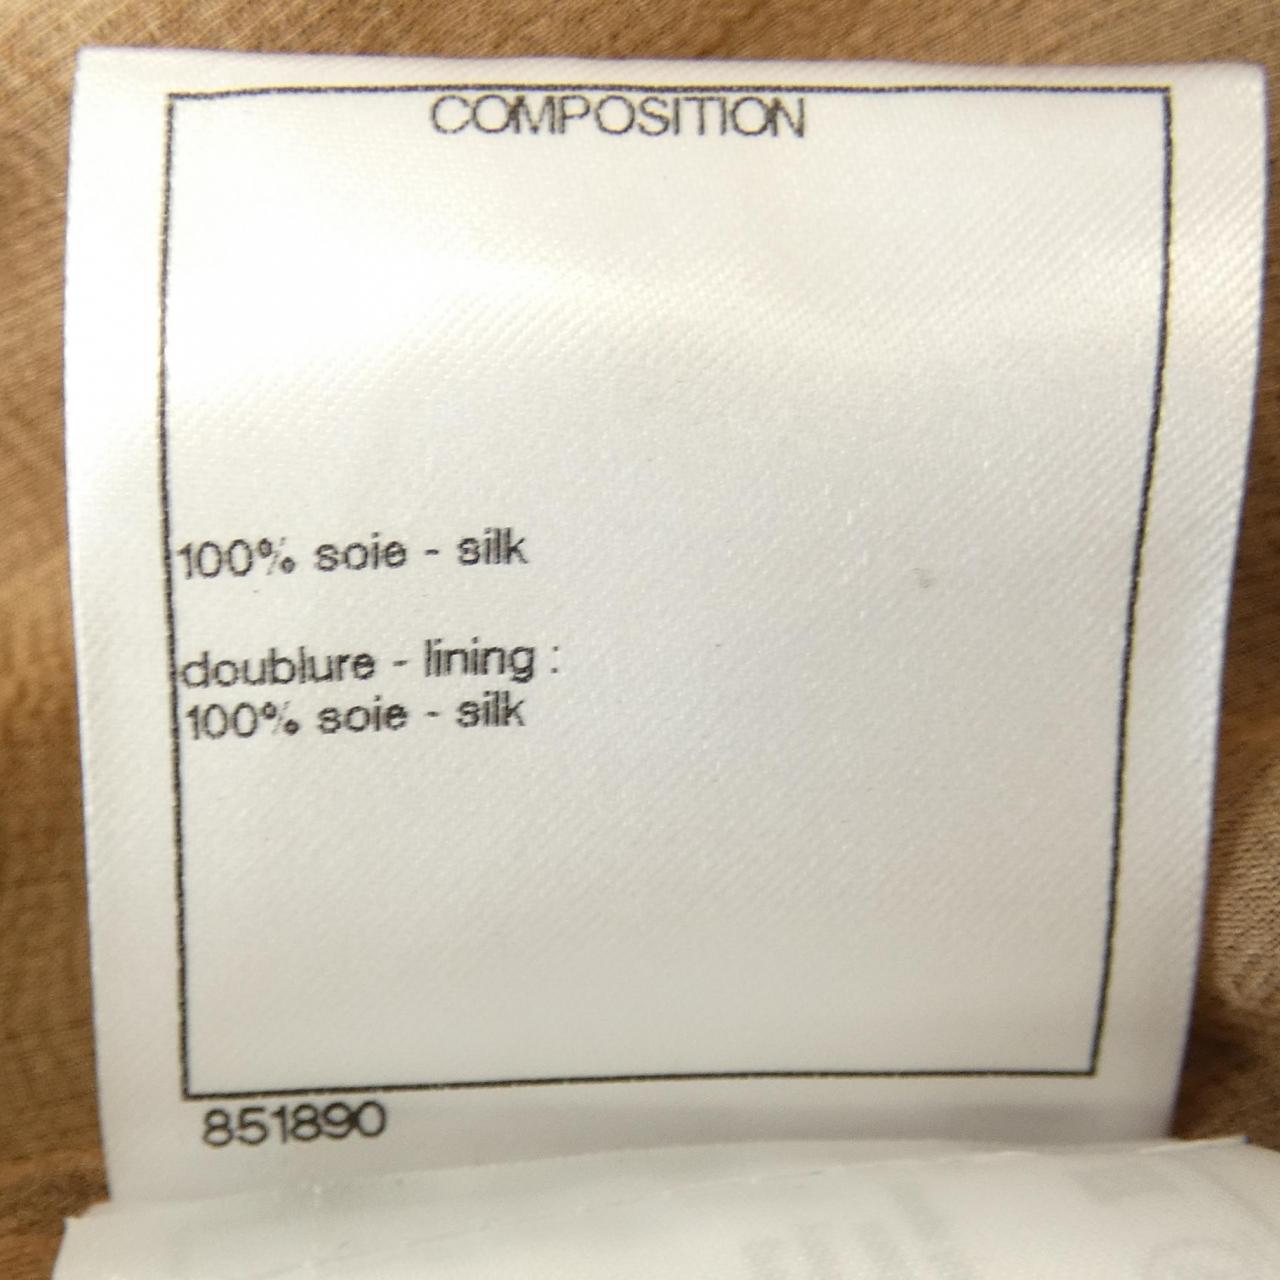 COMPOSITION
100% soie - silk
doublure - lining :
100% soie - silk
851890